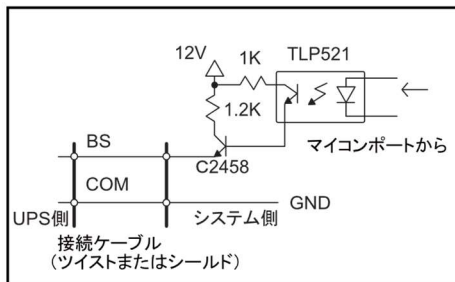 12V
1K
TLP521
1.2K
マイコンポートから
C2458
BS
COM
GND
UPS側
システム側
接続ケーブル
(ツイストまたはシールド)